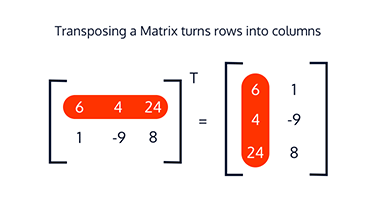 Transposing a Matrix turns rows into columns
6 4 24
1 -9 8
T
=
6 1
4 -9
24 8